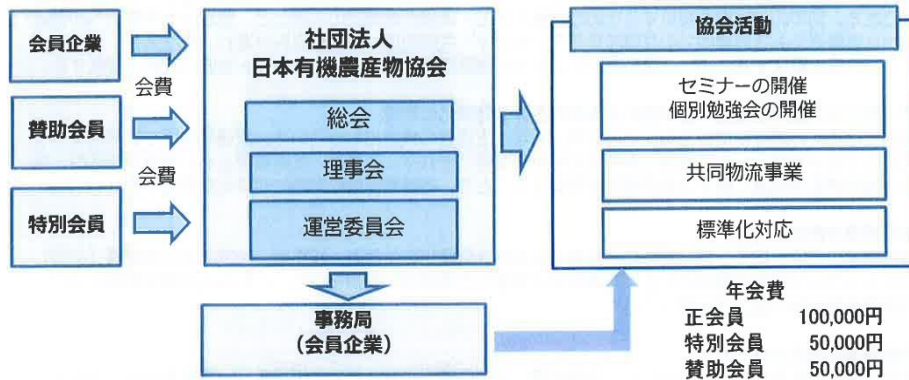 会員企業
会費
賛助会員
会費
特別会員
社団法人
日本有機農産物協会
総会
理事会
運営委員会
事務局
(会員企業)
協会活動
セミナーの開催
個別勉強会の開催
共同物流事業
標準化対応
年会費
正会員 100,000円
特別会員 50,000円
賛助会員 50,000円